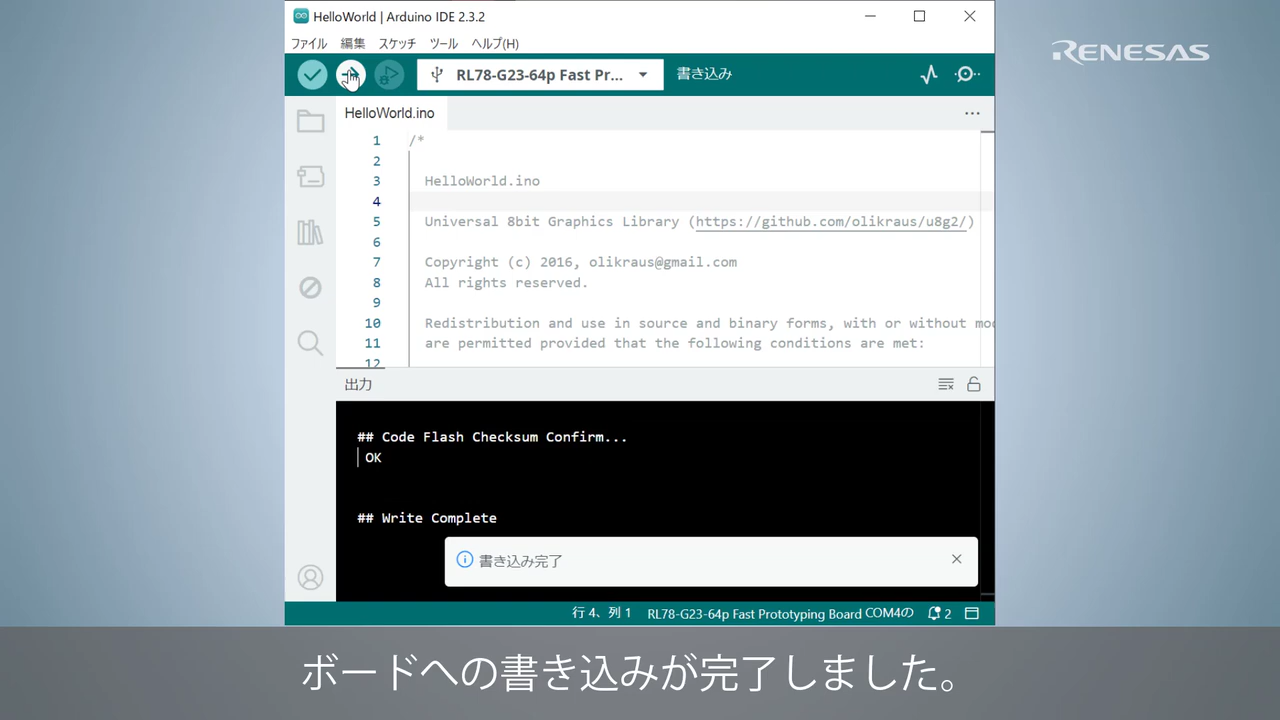 HelloWorld | Arduino IDE 2.3.2
RENESAS
ファイル 編集 スケッチ ツール ヘルプ(H)
RL78-G23-64p Fast Pr... 書き込み
HelloWorld.ino
1 /*
2
3 HelloWorld.ino
4
5 Universal 8bit Graphics Library (https://github.com/olikraus/u8g2/)
6
7 Copyright (c) 2016, olikraus@gmail.com
8 All rights reserved.
9
10 Redistribution and use in source and binary forms, with or without mo
11 are permitted provided that the following conditions are met:
12
出力
## Code Flash Checksum Confirm...
OK
## Write Complete
書き込み完了
行 4、列 1 RL78-G23-64p Fast Prototyping Board COM4の 2
ボードへの書き込みが完了しました。